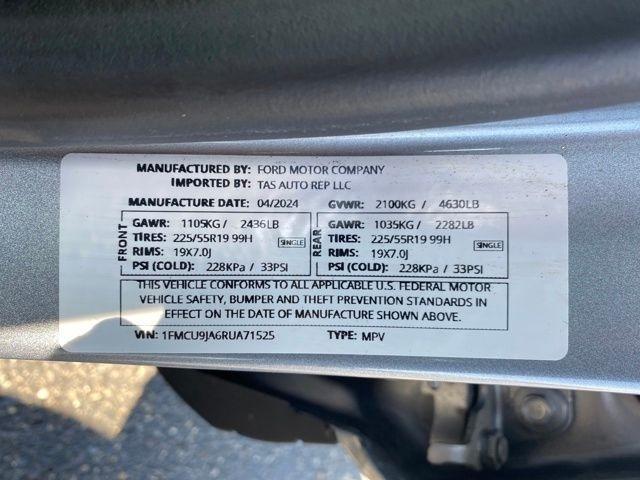 MANUFACTURED BY: FORD MOTOR COMPANY
IMPORTED BY: TAS AUTO REP LLC
MANUFACTURE DATE: 04/2024 GVWR: 2100KG / 4630LB
FRONT
GAWR: 1105KG / 2436LB
TIRES: 225/55R19 99H SINGLE
RIMS: 19X7.0J
PSI (COLD): 228KPa / 33PSI
REAR
GAWR: 1035KG / 2282LB
TIRES: 225/55R19 99H SINGLE
RIMS: 19X7.0J
PSI (COLD): 228KPa / 33PSI
THIS VEHICLE CONFORMS TO ALL APPLICABLE U.S. FEDERAL MOTOR
VEHICLE SAFETY, BUMPER AND THEFT PREVENTION STANDARDS IN
EFFECT ON THE DATE OF MANUFACTURE SHOWN ABOVE.
VIN: 1FMCU9JA6RUA71525 TYPE: MPV